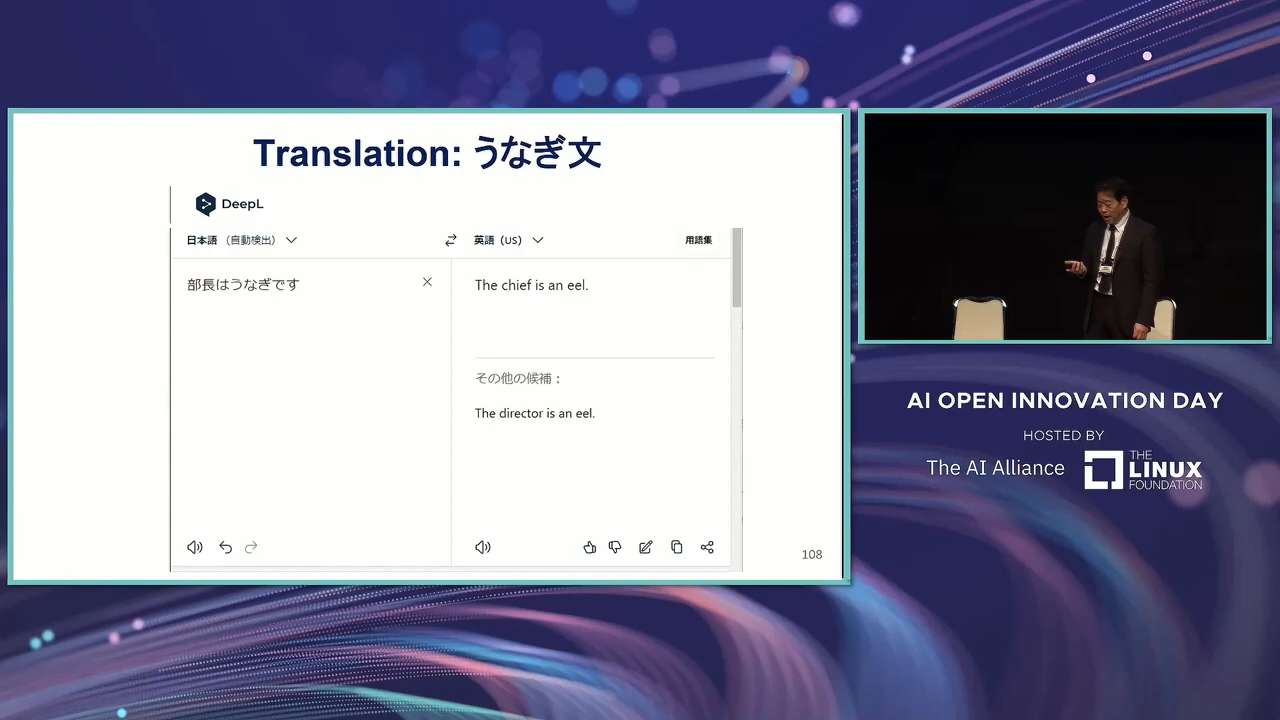 Translation: うなぎ文
DeepL
日本語 （自動検出）
英語 (US)
用語集
部長はうなぎです
The chief is an eel.
その他の候補：
The director is an eel.
108
AI OPEN INNOVATION DAY
HOSTED BY
The AI Alliance
THE
LINUX
FOUNDATION